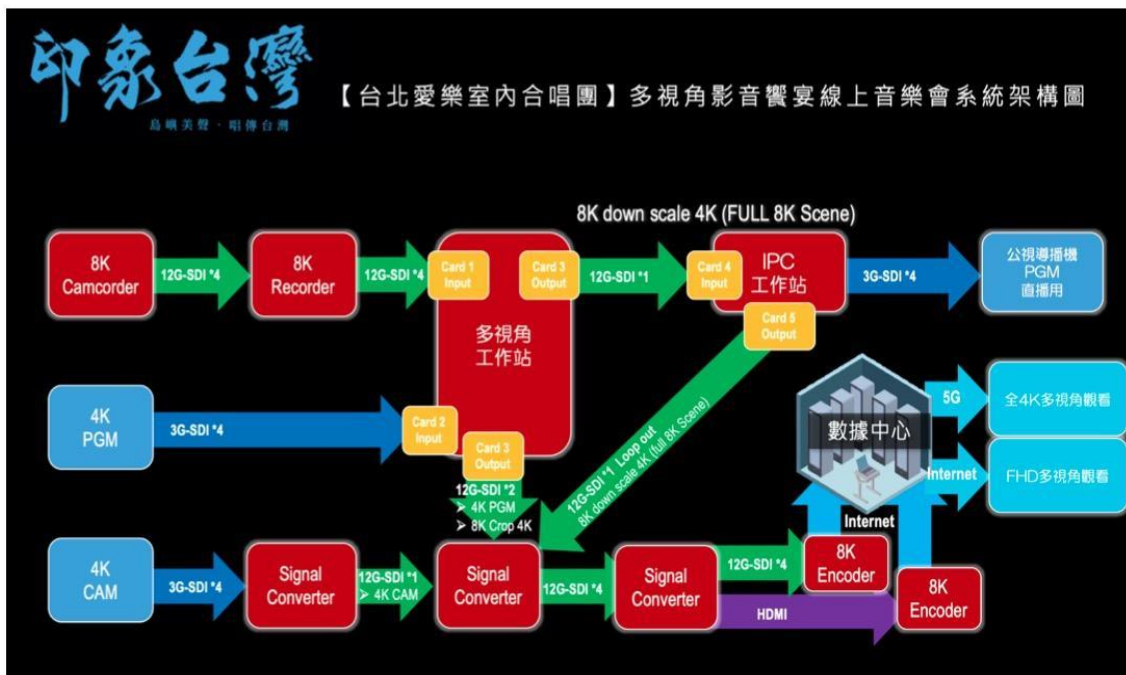 印象台灣
島嶼美聲・唱傳台灣
【台北愛樂室內合唱團】多視角影音饗宴線上音樂會系統架構圖
8K down scale 4K (FULL 8K Scene)
8K
Camcorder
12G-SDI *4
8K
Recorder
12G-SDI *4
Card 1
Input
Card 3
Output
12G-SDI *1
Card 4
Input
IPC
工作站
3G-SDI *4
公視導播機
PGM
直播用
多視角
工作站
Card 5
Output
4K
PGM
3G-SDI *4
Card 2
Input
Card 3
Output
12G-SDI *2
➢ 4K PGM
➢ 8K Crop 4K
12G-SDI *1 Loop out
8K down scale 4K (full 8K Scene)
數據中心
5G
全4K多視角觀看
Internet
FHD多視角觀看
Internet
4K
CAM
3G-SDI *4
Signal
Converter
12G-SDI *1
➢ 4K CAM
Signal
Converter
12G-SDI *4
Signal
Converter
12G-SDI *4
8K
Encoder
HDMI
8K
Encoder